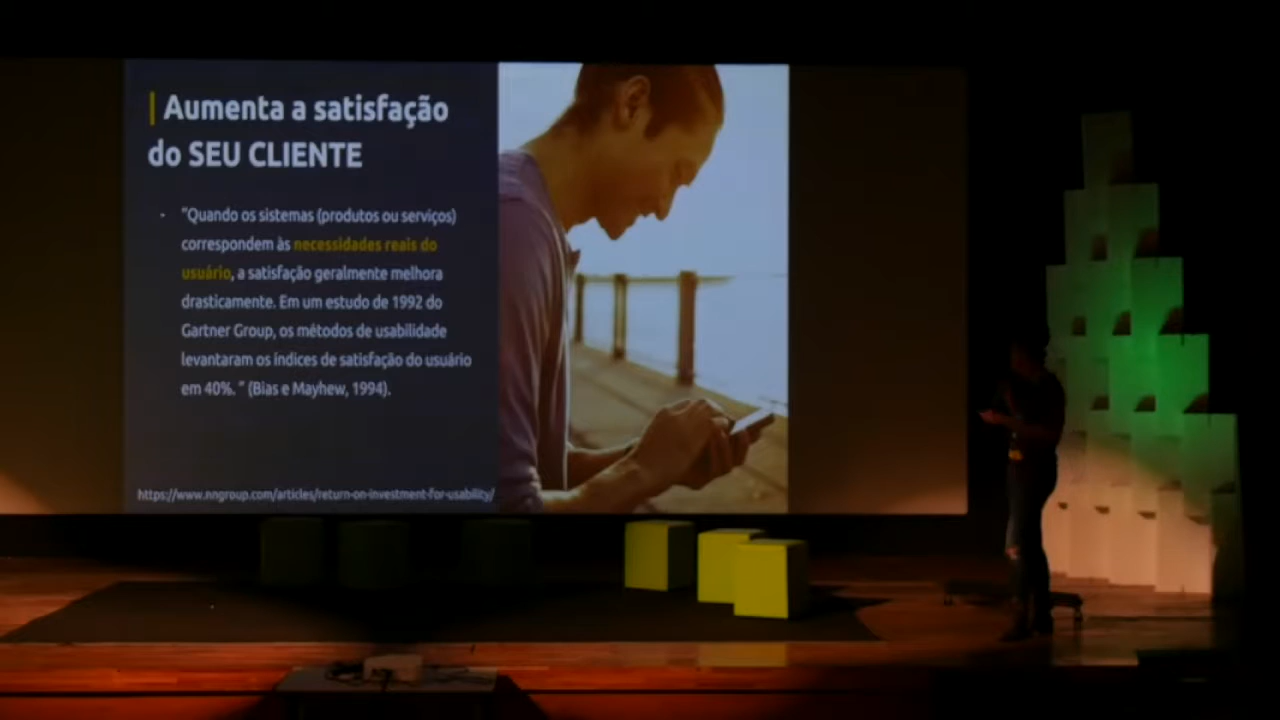 | Aumenta a satisfação
do SEU CLIENTE
- "Quando os sistemas (produtos ou serviços)
correspondem às necessidades reais do
usuário, a satisfação geralmente melhora
drasticamente. Em um estudo de 1992 do
Gartner Group, os métodos de usabilidade
levantaram os índices de satisfação do usuário
em 40%. " (Bias e Mayhew, 1994).
https://www.nngroup.com/articles/return-on-investment-for-usability/